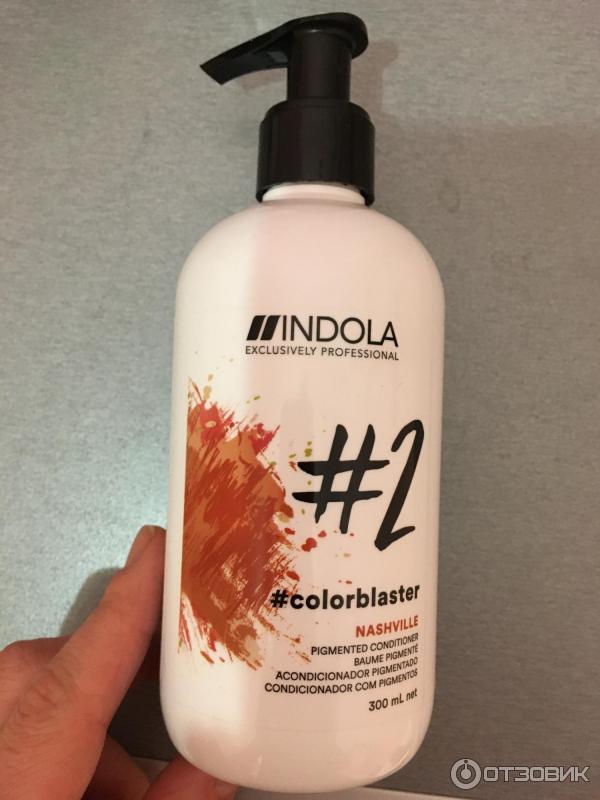 INDOLA
EXCLUSIVELY PROFESSIONAL
#2
#colorblaster
NASHVILLE
PIGMENTED CONDITIONER
BAUME PIGMENTÉ
ACONDICIONADOR PIGMENTADO
CONDICIONADOR COM PIGMENTOS
300 mL net
ОТЗОВИК